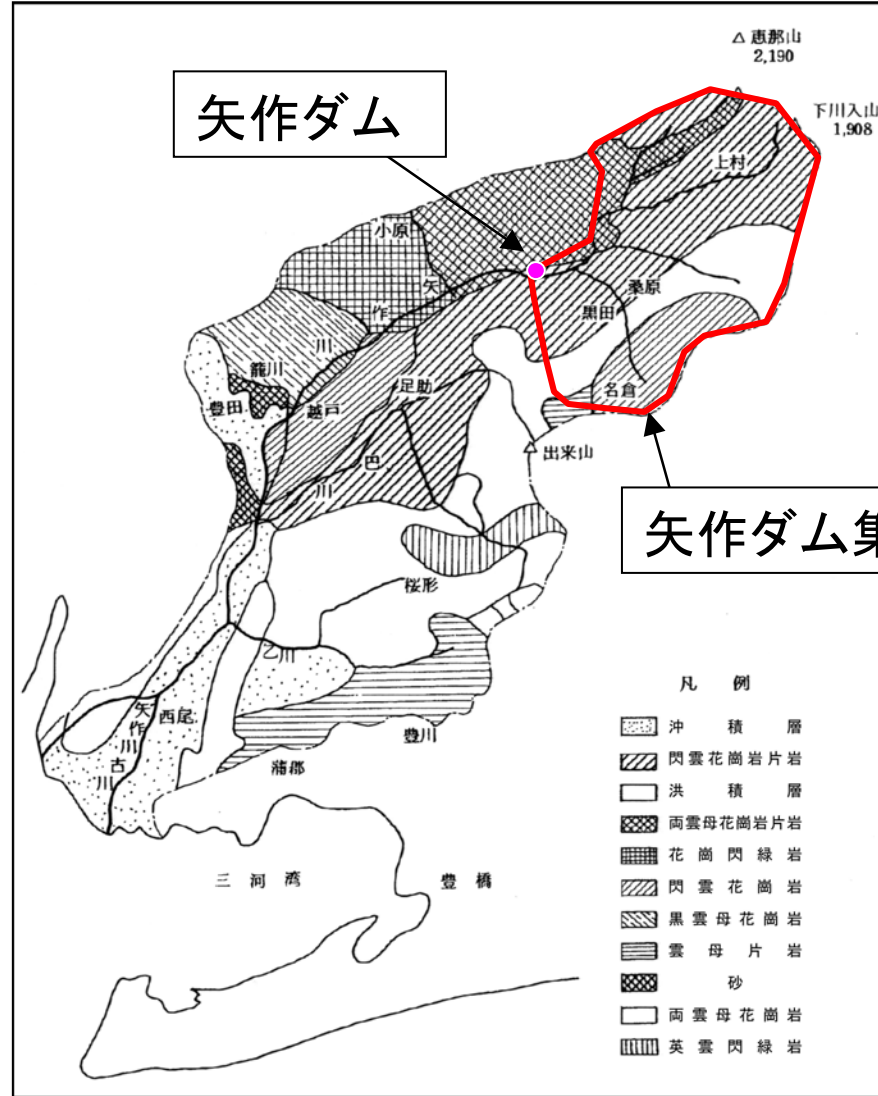 △恵那山
2,190
下川入山
1,908
矢作ダム
上村
小原
矢
作
川
桑原
黒田
籠川
豊田
越戸
足助
名倉
巴
川
出来山
矢作ダム集
桜形
乙川
矢作川古川
西尾
豊川
蒲郡
三河湾
豊橋
凡例
沖積層
閃雲花崗岩片岩
洪積層
両雲母花崗岩片岩
花崗閃緑岩
閃雲花崗岩
黒雲母花崗岩
雲母片岩
砂
両雲母花崗岩
英雲閃緑岩